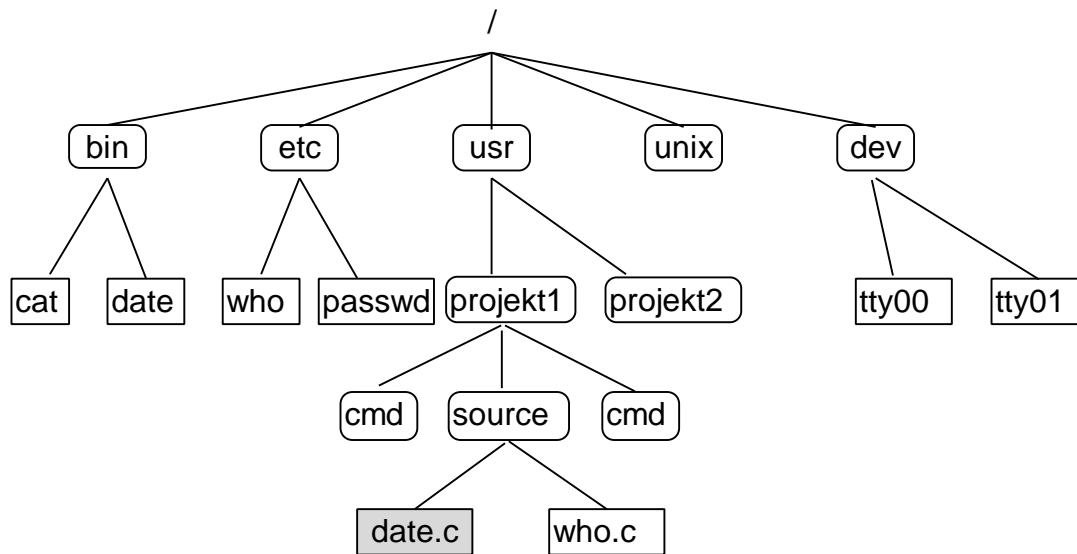 /
bin etc usr unix dev
cat date who passwd projekt1 projekt2 tty00 tty01
cmd source cmd
date.c who.c